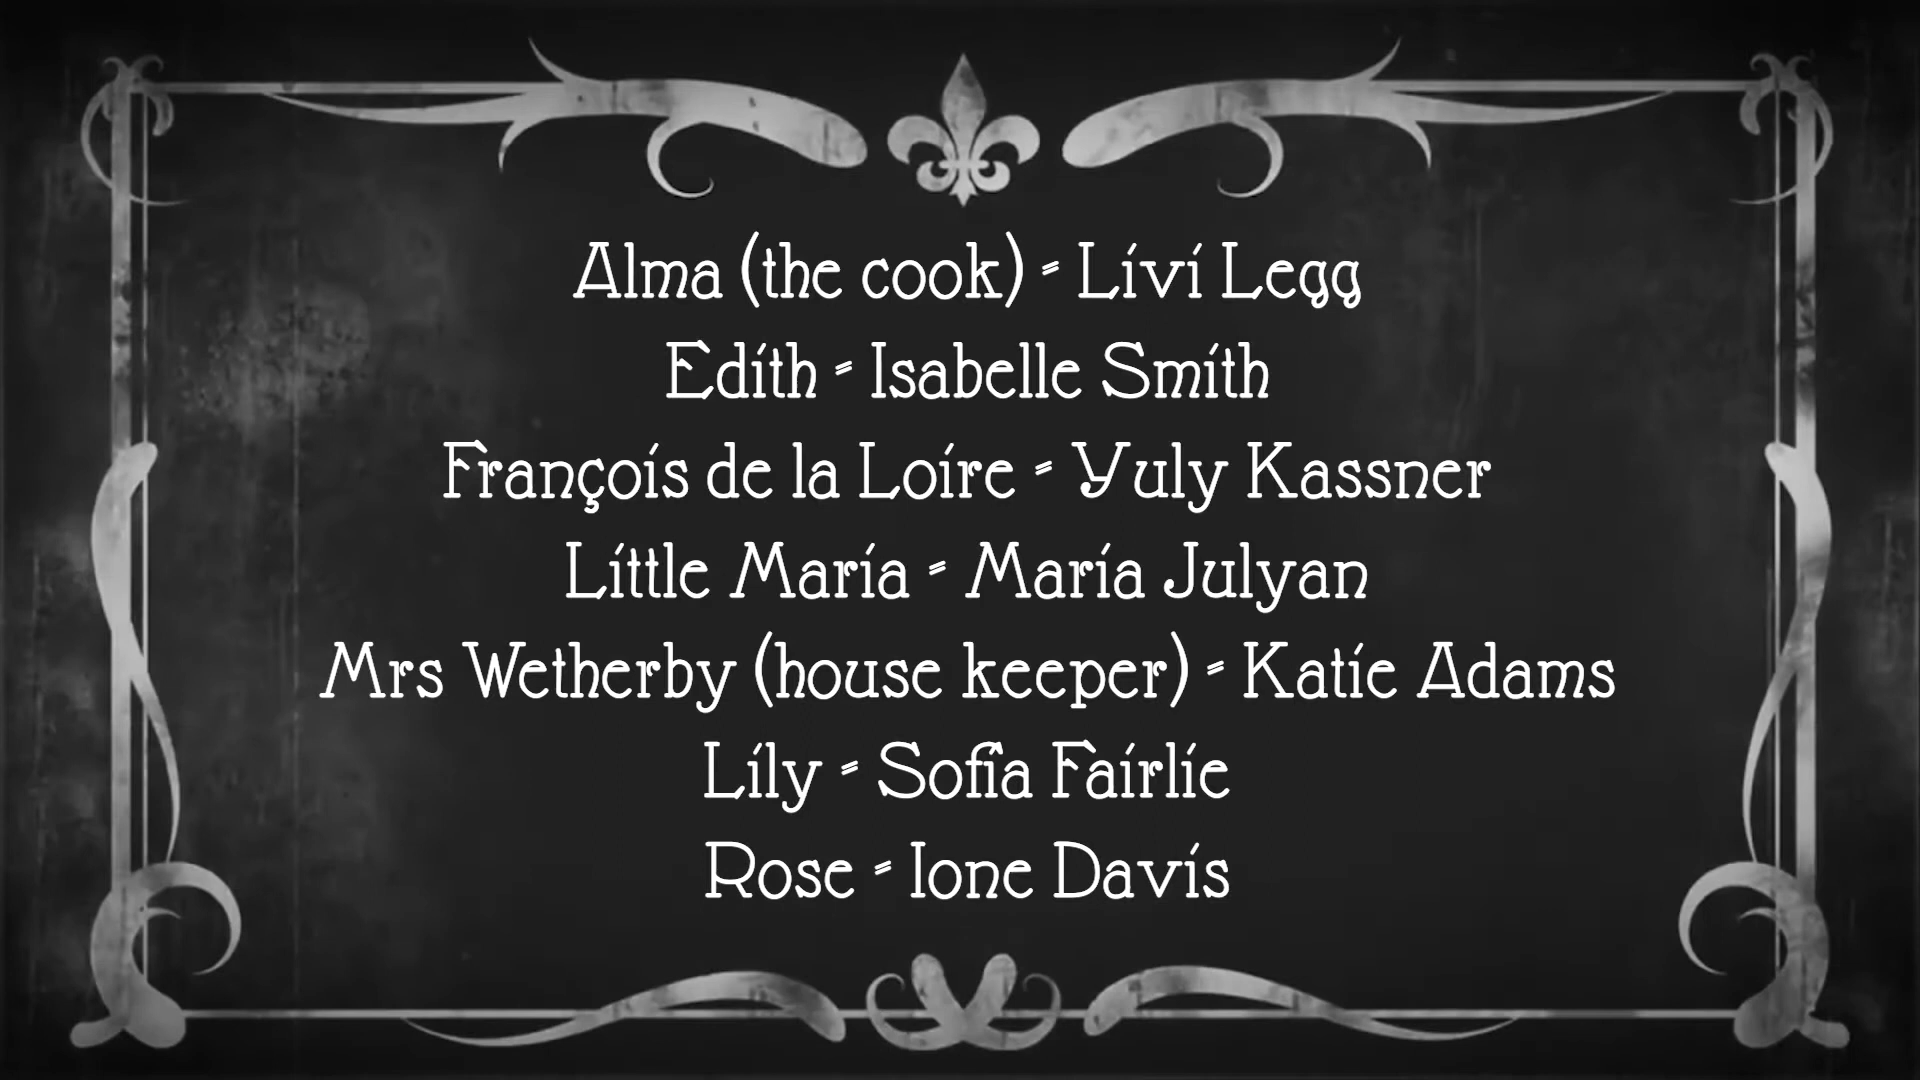 Alma (the cook) - Livi Legg
Edith - Isabelle Smith
François de la Loire - Yuly Kassner
Little Maria - Maria Julyan
Mrs Wetherby (house keeper) - Katie Adams
Lily - Sofia Fairlie
Rose - Ione Davis